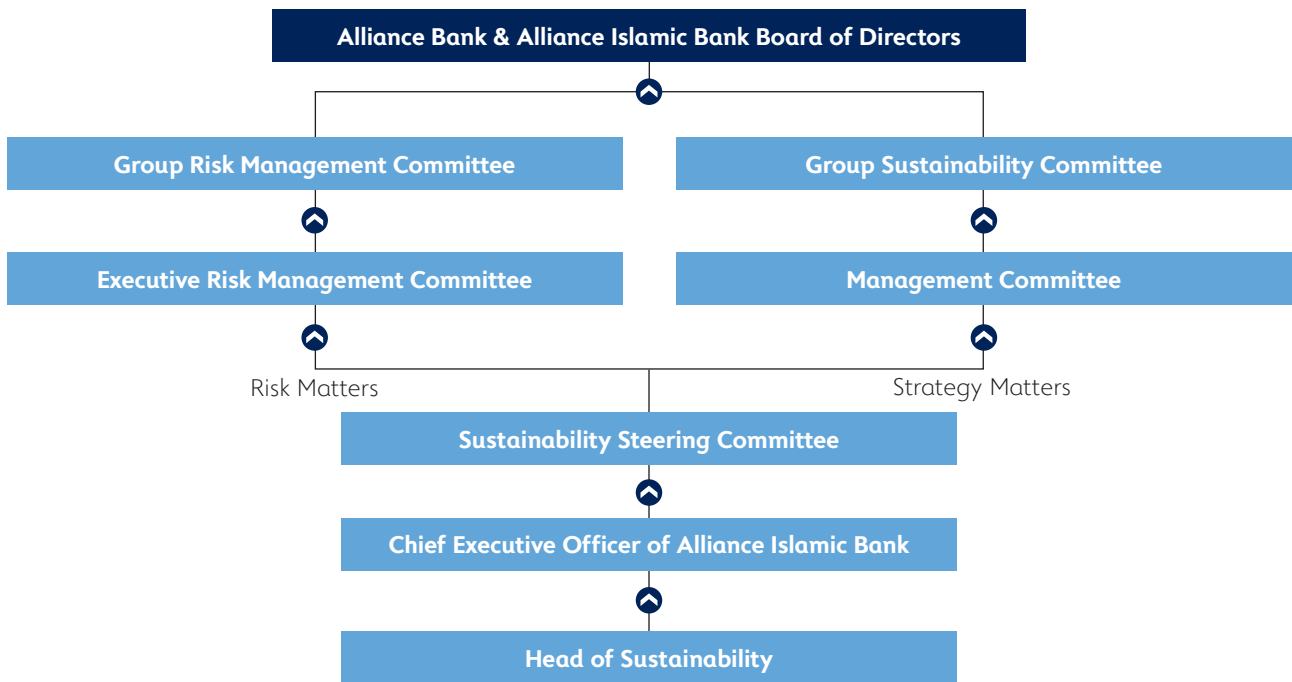 Alliance Bank & Alliance Islamic Bank Board of Directors
Group Risk Management Committee
Group Sustainability Committee
Executive Risk Management Committee
Management Committee
Risk Matters
Strategy Matters
Sustainability Steering Committee
Chief Executive Officer of Alliance Islamic Bank
Head of Sustainability